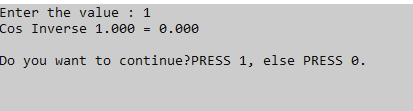 Enter the value : 1
Cos Inverse 1.000 = 0.000
Do you want to continue?PRESS 1, else PRESS 0.